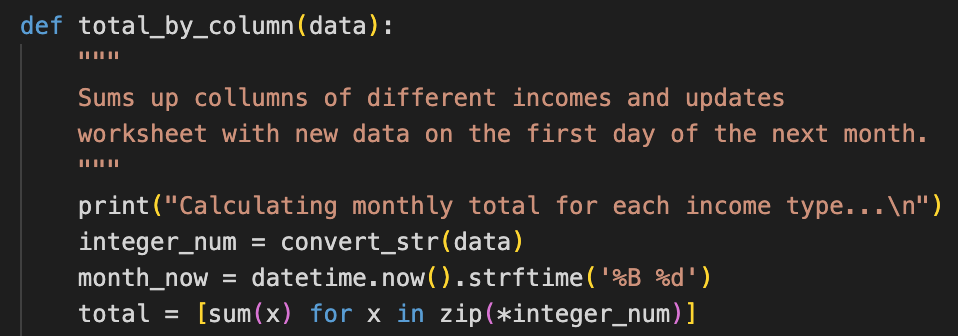 def total_by_column(data):
"""
Sums up collumns of different incomes and updates
worksheet with new data on the first day of the next month.
"""
print("Calculating monthly total for each income type...\n")
integer_num = convert_str(data)
month_now = datetime.now().strftime('%B %d')
total = [sum(x) for x in zip(*integer_num)]